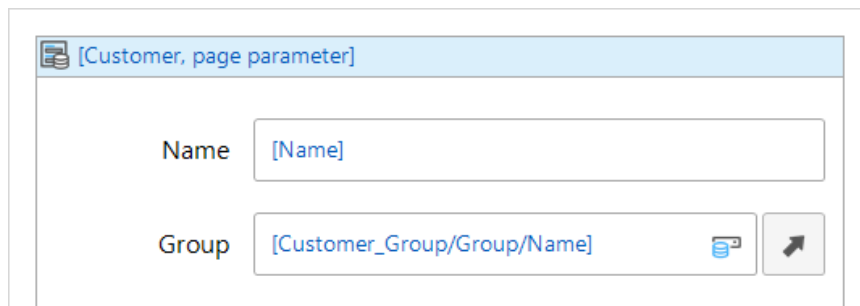 [Customer, page parameter]
Name [Name]
Group [Customer_Group/Group/Name]